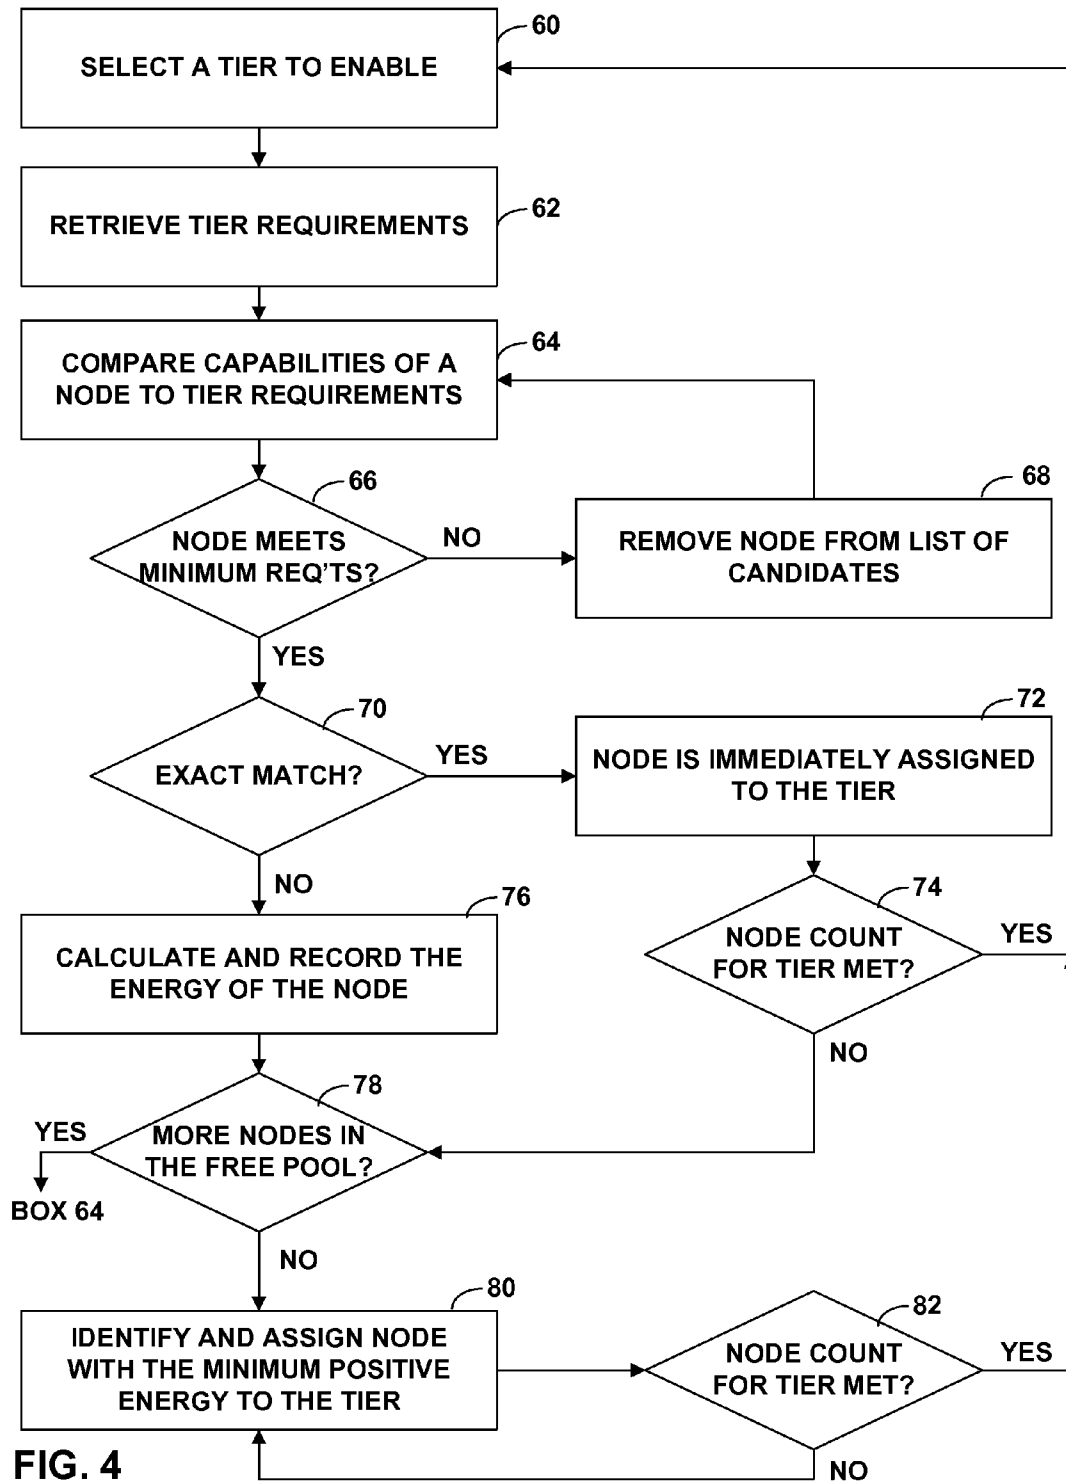 60
SELECT A TIER TO ENABLE
62
RETRIEVE TIER REQUIREMENTS
64
COMPARE CAPABILITIES OF A
NODE TO TIER REQUIREMENTS
66
NODE MEETS
MINIMUM REQ'TS?
NO
68
REMOVE NODE FROM LIST OF
CANDIDATES
YES
70
EXACT MATCH?
YES
72
NODE IS IMMEDIATELY ASSIGNED
TO THE TIER
NO
74
NODE COUNT
FOR TIER MET?
YES
NO
76
CALCULATE AND RECORD THE
ENERGY OF THE NODE
78
MORE NODES IN
THE FREE POOL?
YES
BOX 64
NO
80
IDENTIFY AND ASSIGN NODE
WITH THE MINIMUM POSITIVE
ENERGY TO THE TIER
82
NODE COUNT
FOR TIER MET?
YES
NO
FIG. 4